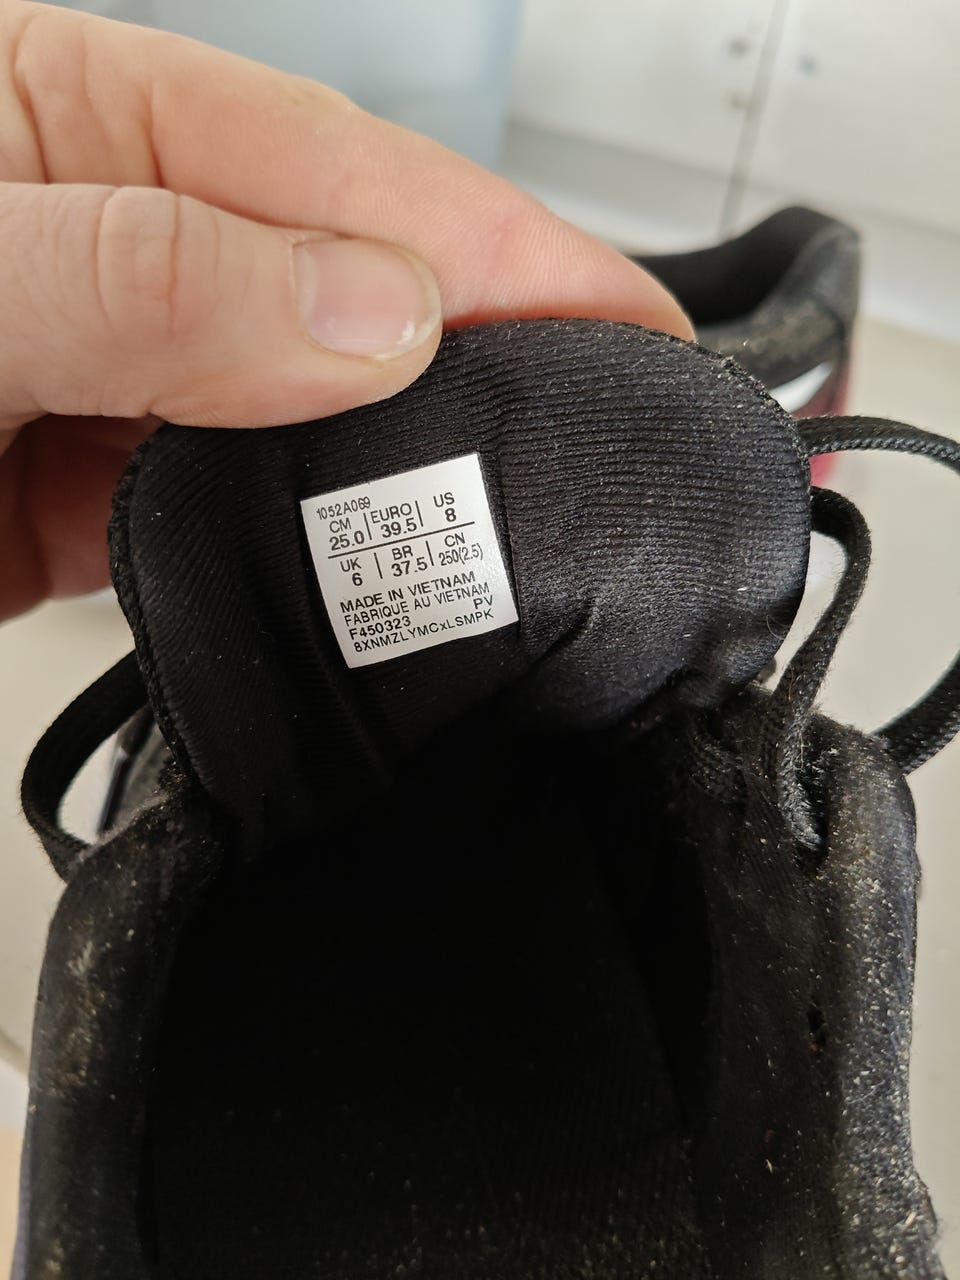 1052A069
CM | EURO | US
25.0 | 39.5 | 8
UK | BR | CN
6 | 37.5 | 250(2.5)
MADE IN VIETNAM
FABRIQUE AU VIETNAM
F450323 PV
8XNMZLYMCxLSMPK